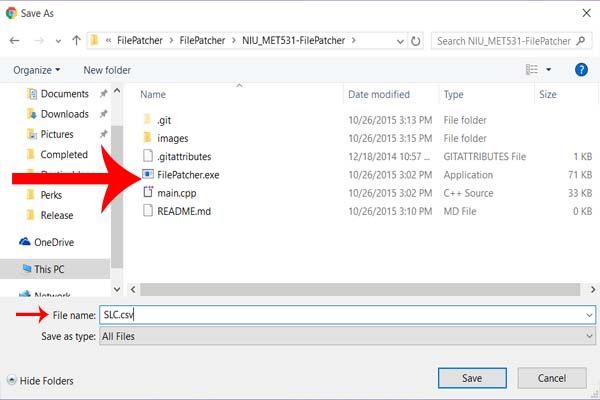 Save As
« FilePatcher > FilePatcher > NIU_MET531-FilePatcher >
Search NIU_MET531-FilePatcher
Organize
New folder
?
Name
Date modified
Type
Size
Documents
Downloads
Pictures
Completed
Perks
Release
OneDrive
This PC
Network
.git 10/26/2015 3:13 PM File folder
images 10/26/2015 3:15 PM File folder
.gitattributes 12/18/2014 10:57 ... GITATTRIBUTES File 1 KB
FilePatcher.exe 10/26/2015 3:02 PM Application 71 KB
main.cpp 10/26/2015 3:02 PM C++ Source 33 KB
README.md 10/26/2015 3:10 PM MD File 0 KB
File name: SLC.csv
Save as type: All Files
Hide Folders
Save
Cancel